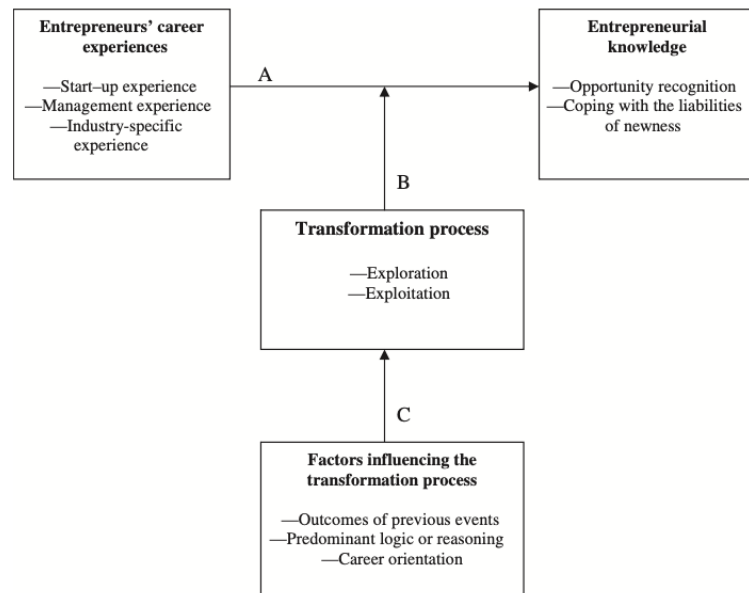 Entrepreneurs’ career
experiences
—Start–up experience
—Management experience
—Industry-specific
experience
A
Entrepreneurial
knowledge
—Opportunity recognition
—Coping with the liabilities
of newness
B
Transformation process
—Exploration
—Exploitation
C
Factors influencing the
transformation process
—Outcomes of previous events
—Predominant logic or reasoning
—Career orientation